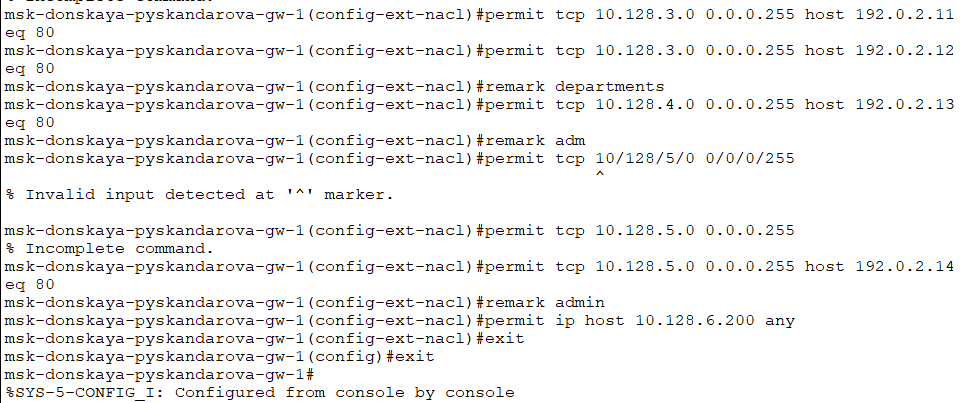 msk-donskaya-pyskandarova-gw-1(config-ext-nacl)#permit tcp 10.128.3.0 0.0.0.255 host 192.0.2.11
eq 80
msk-donskaya-pyskandarova-gw-1(config-ext-nacl)#permit tcp 10.128.3.0 0.0.0.255 host 192.0.2.12
eq 80
msk-donskaya-pyskandarova-gw-1(config-ext-nacl)#remark departments
msk-donskaya-pyskandarova-gw-1(config-ext-nacl)#permit tcp 10.128.4.0 0.0.0.255 host 192.0.2.13
eq 80
msk-donskaya-pyskandarova-gw-1(config-ext-nacl)#remark adm
msk-donskaya-pyskandarova-gw-1(config-ext-nacl)#permit tcp 10/128/5/0 0/0/0/255
^
% Invalid input detected at '^' marker.
msk-donskaya-pyskandarova-gw-1(config-ext-nacl)#permit tcp 10.128.5.0 0.0.0.255
% Incomplete command.
msk-donskaya-pyskandarova-gw-1(config-ext-nacl)#permit tcp 10.128.5.0 0.0.0.255 host 192.0.2.14
eq 80
msk-donskaya-pyskandarova-gw-1(config-ext-nacl)#remark admin
msk-donskaya-pyskandarova-gw-1(config-ext-nacl)#permit ip host 10.128.6.200 any
msk-donskaya-pyskandarova-gw-1(config-ext-nacl)#exit
msk-donskaya-pyskandarova-gw-1(config)#exit
msk-donskaya-pyskandarova-gw-1#
%SYS-5-CONFIG_I: Configured from console by console